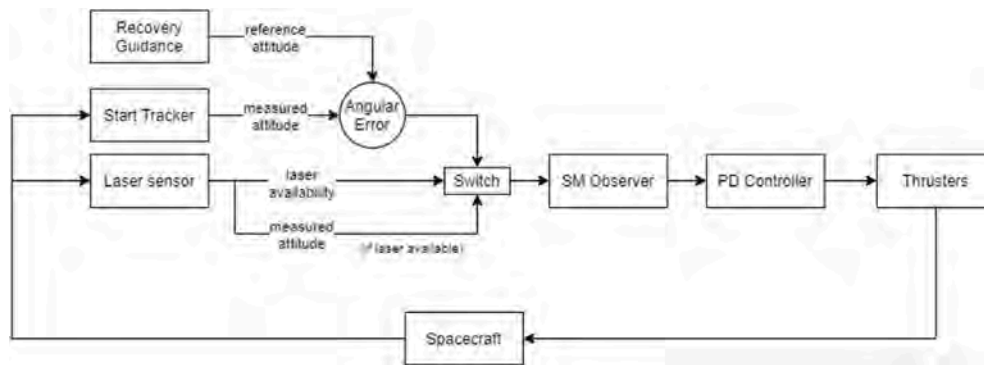 Recovery
Guidance
reference
attitude
Start Tracker
measured
attitude
Angular
Error
Laser sensor
laser
availability
Switch
SM Observer
PD Controller
Thrusters
measured
attitude
(if laser available)
Spacecraft